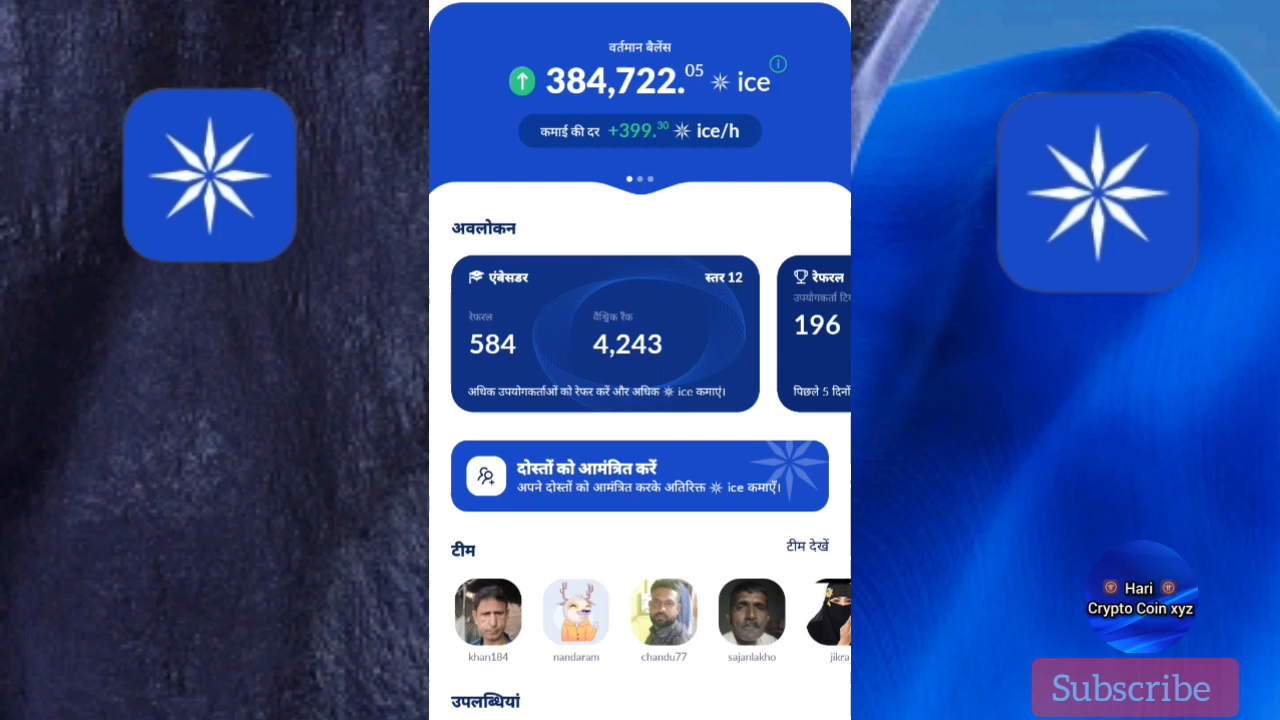 वर्तमान बैलेंस
384,722.05 ice
कमाई की दर +399.30 ice/h
अवलोकन
एंबेसडर स्तर 12
रेफरल वैश्विक रैंक
584 4,243
अधिक उपयोगकर्ताओं को रेफर करें और अधिक ice कमाएं।
रेफरल
उपयोगकर्ता
196
पिछले 5 दिनों
दोस्तों को आमंत्रित करें
अपने दोस्तों को आमंत्रित करके अतिरिक्त ice कमाएँ।
टीम टीम देखें
khan184 nandaram chandu77 sajanlakho jikra
उपलब्धियां
Hari
Crypto Coin xyz
Subscribe